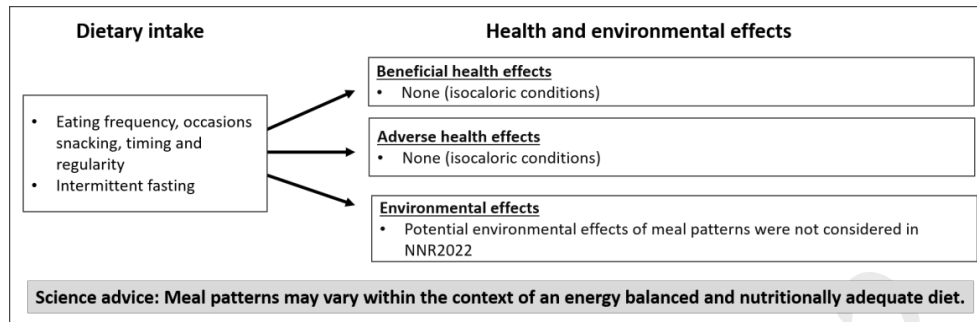 Dietary intake
Health and environmental effects
• Eating frequency, occasions
snacking, timing and
regularity
• Intermittent fasting
Beneficial health effects
• None (isocaloric conditions)
Adverse health effects
• None (isocaloric conditions)
Environmental effects
• Potential environmental effects of meal patterns were not considered in
NNR2022
Science advice: Meal patterns may vary within the context of an energy balanced and nutritionally adequate diet.